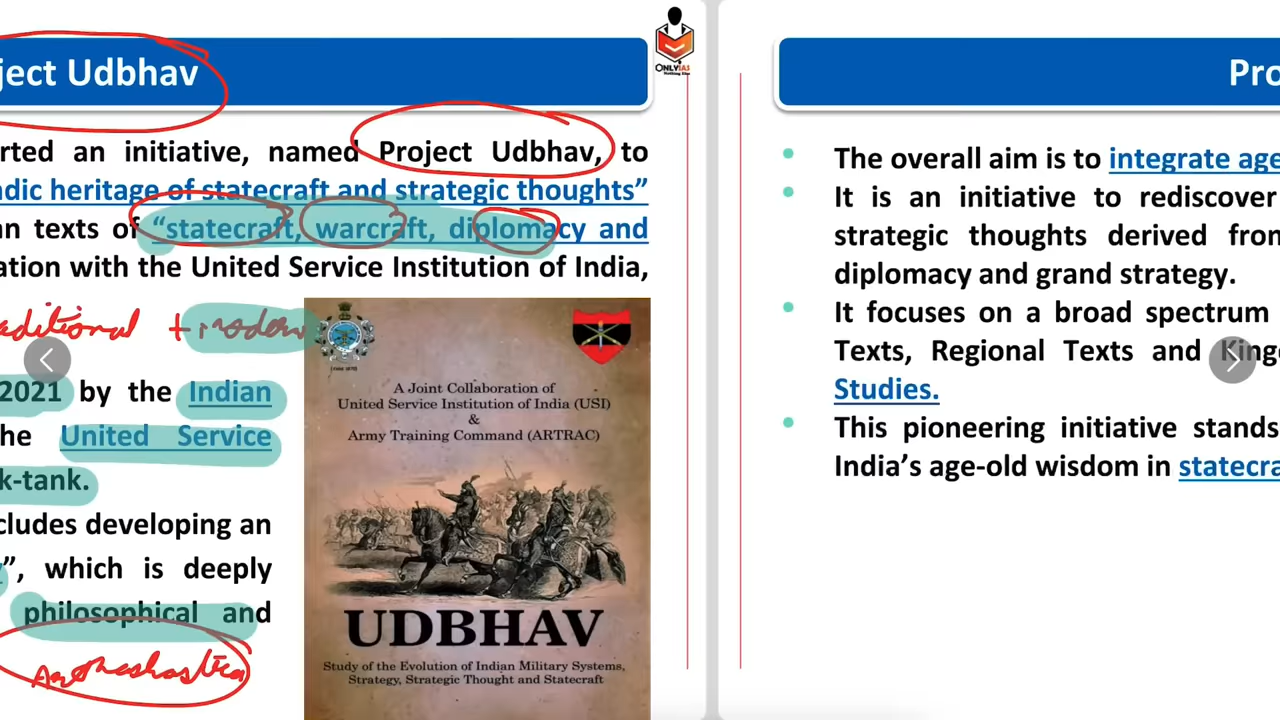 ject Udbhav
rted an initiative, named Project Udbhav, to
adic heritage of statecraft and strategic thoughts”
an texts of “statecraft, warcraft, diplomacy and
ation with the United Service Institution of India,
aditional + modern
2021 by the Indian
he United Service
k-tank.
cludes developing an
”, which is deeply
philosophical and
Arthashastra
A Joint Collaboration of
United Service Institution of India (USI)
&
Army Training Command (ARTRAC)
UDBHAV
Study of the Evolution of Indian Military Systems,
Strategy, Strategic Thought and Statecraft
ONLYIAS
Pro
• The overall aim is to integrate age
• It is an initiative to rediscover
strategic thoughts derived from
diplomacy and grand strategy.
• It focuses on a broad spectrum
Texts, Regional Texts and Kingd
Studies.
• This pioneering initiative stands
India’s age-old wisdom in statecra